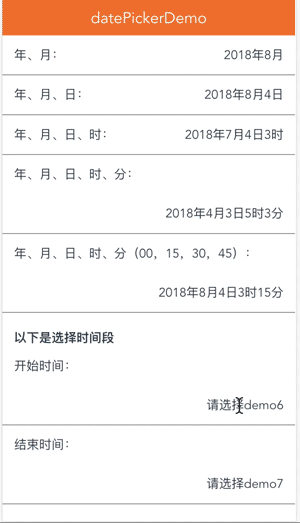 datePickerDemo
年、月： 2018年8月
年、月、日： 2018年8月4日
年、月、日、时： 2018年7月4日3时
年、月、日、时、分：
2018年4月3日5时3分
年、月、日、时、分（00，15，30，45）：
2018年8月4日3时15分
以下是选择时间段
开始时间：
请选择demo6
结束时间：
请选择demo7